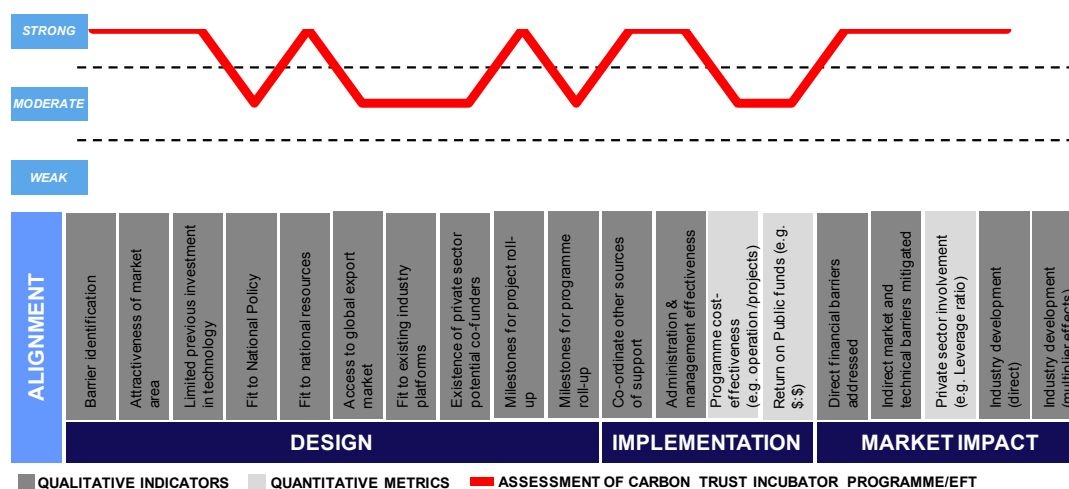 STRONG
MODERATE
WEAK
ALIGNMENT
Barrier identification
Attractiveness of market
area
Limited previous investment
in technology
Fit to National Policy
Fit to national resources
Access to global export
market
Fit to existing industry
platforms
Existence of private sector
potential co-funders
Milestones for project roll-
up
Milestones for programme
roll-up
Co-ordinate other sources
of support
Administration &
management effectiveness
Programme cost-
effectiveness
(e.g. operation /projects)
Return on Public funds (e.g.
$:$)
Direct financial barriers
addressed
Indirect market and
technical barriers mitigated
Private sector involvement
(e.g. Leverage ratio)
Industry development
(direct)
Industry development
(multiplier effects)
DESIGN
IMPLEMENTATION
MARKET IMPACT
QUALITATIVE INDICATORS
QUANTITATIVE METRICS
ASSESSMENT OF CARBON TRUST INCUBATOR PROGRAMME/EFT